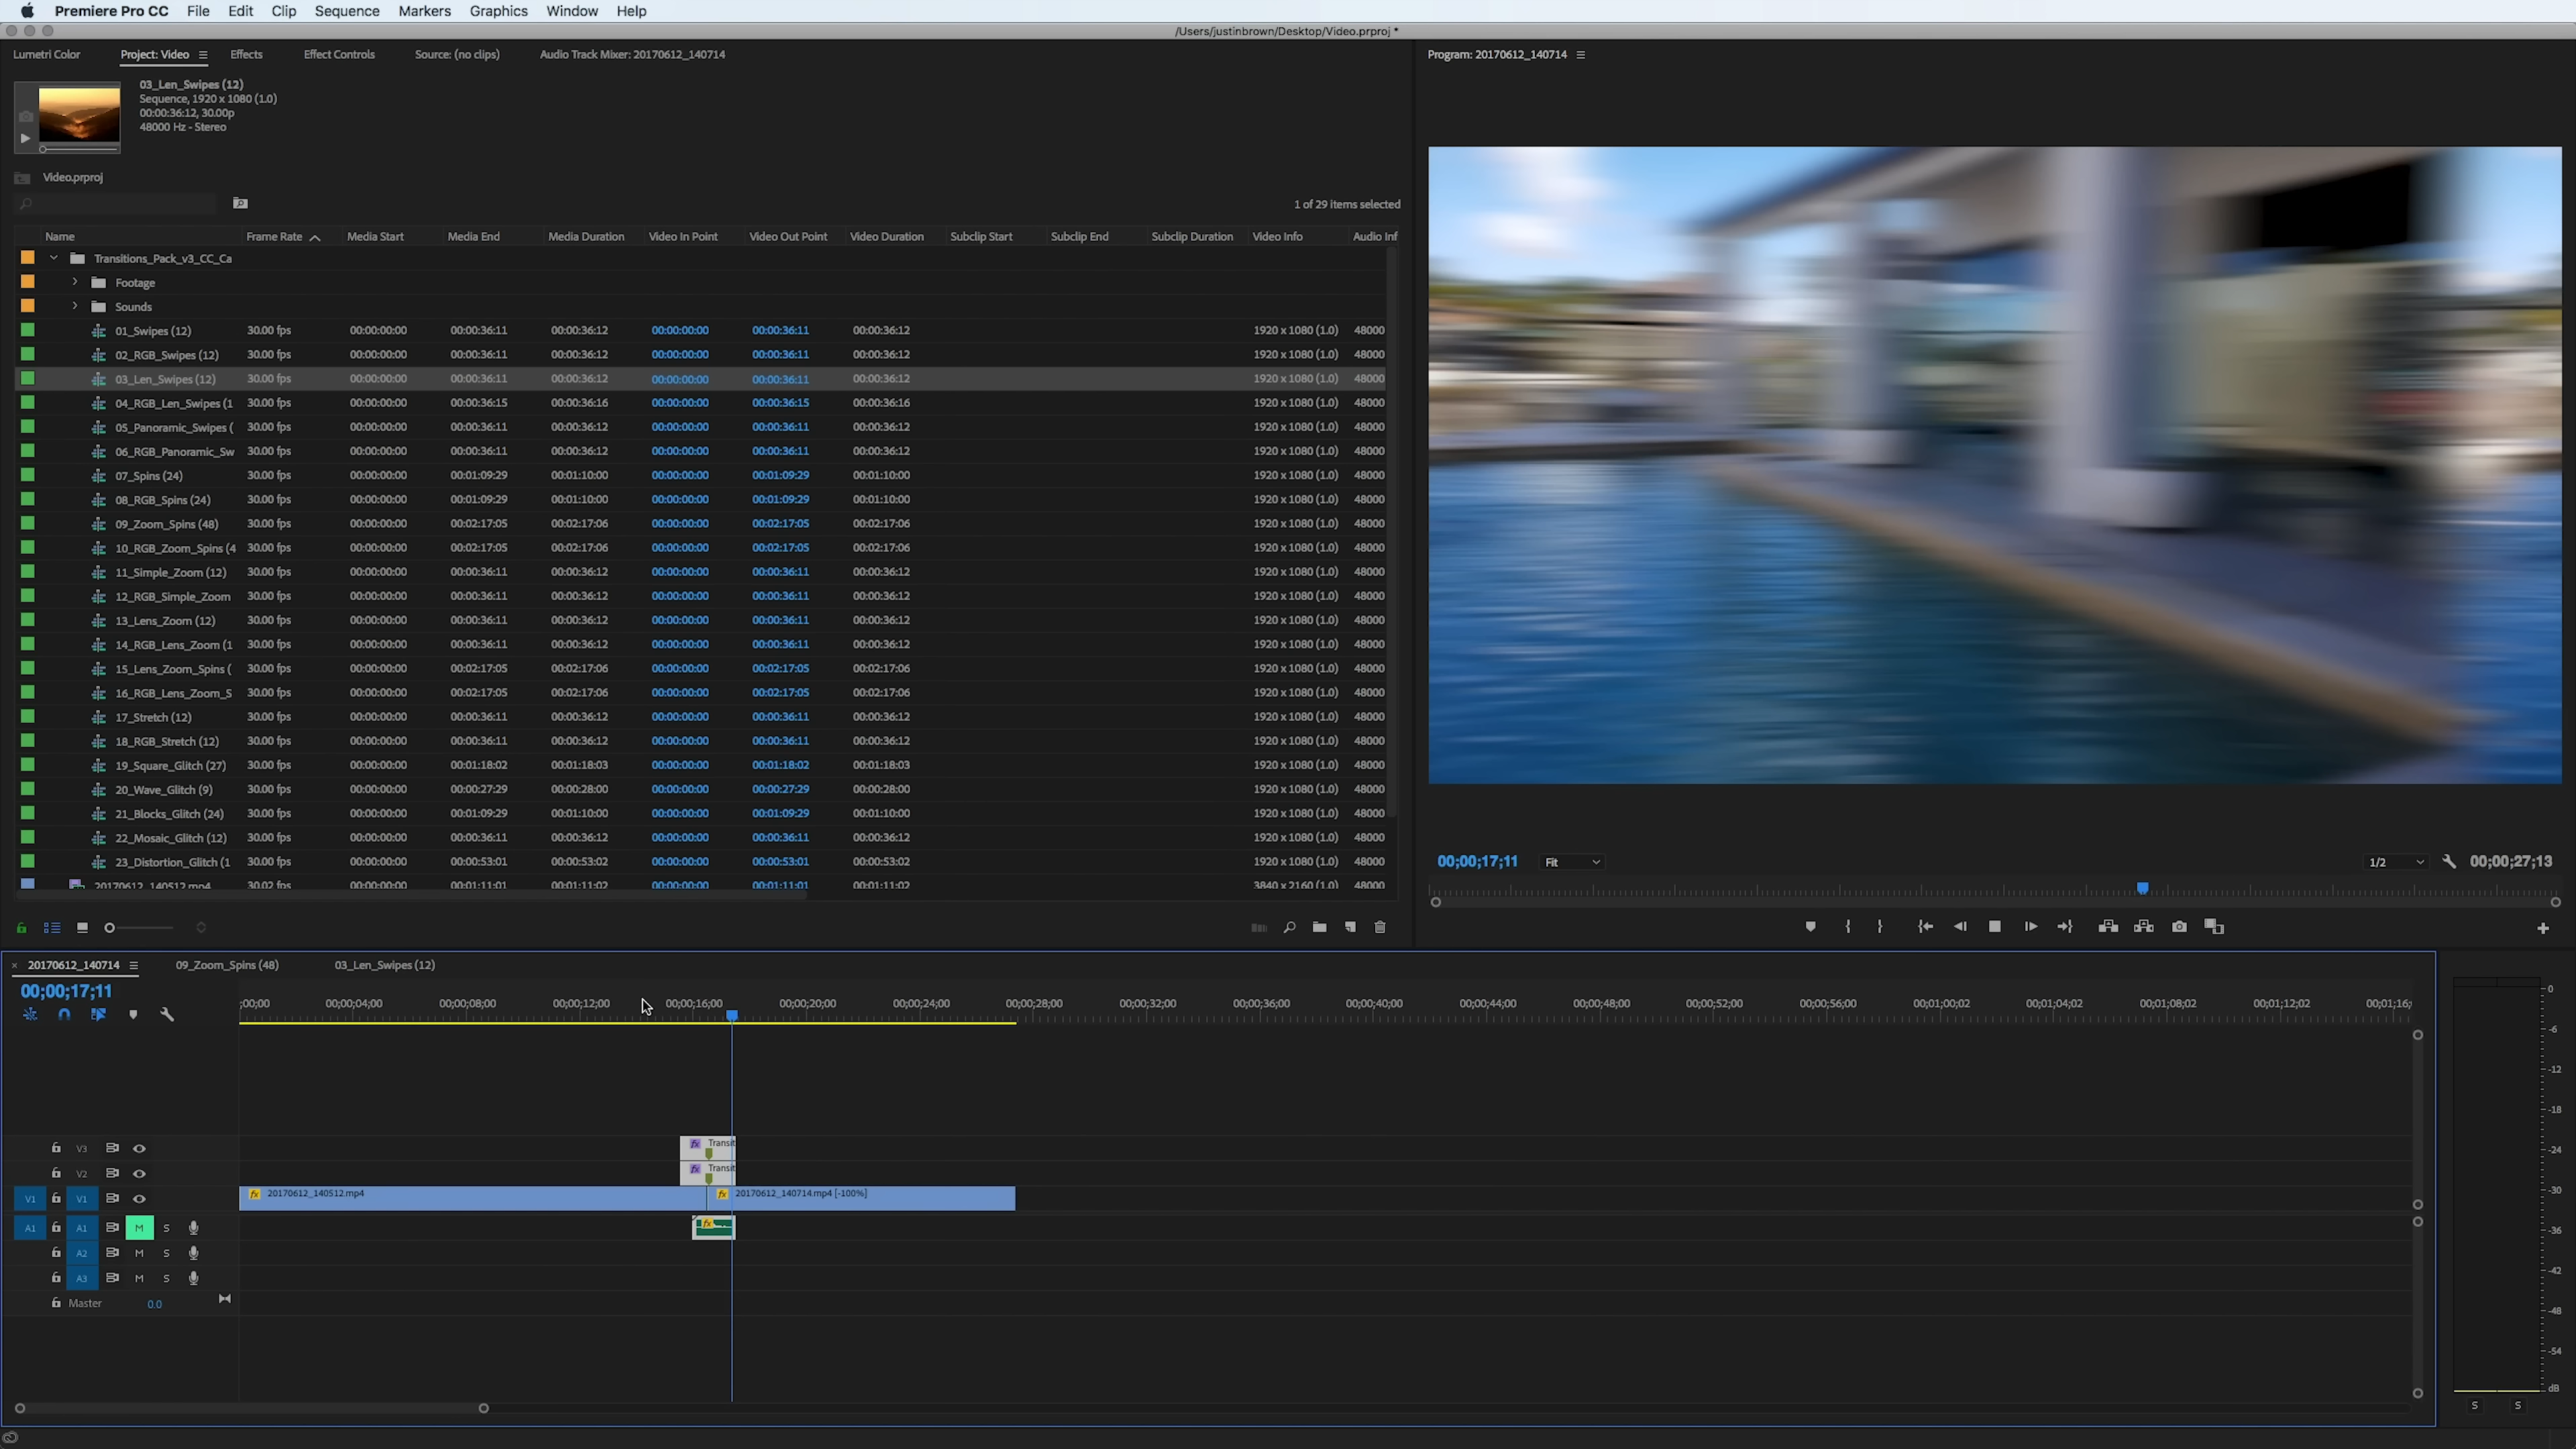 Premiere Pro CC File Edit Clip Sequence Markers Graphics Window Help
/Users/justinbrown/Desktop/Video.prproj *
Lumetri Color Project: Video Effects Effect Controls Source: (no clips) Audio Track Mixer: 20170612_140714
Program: 20170612_140714
03_Len_Swipes (12)
Sequence, 1920 x 1080 (1.0)
00:00:36:12, 30.00p
48000 Hz - Stereo
Video.prproj
1 of 29 items selected
Name Frame Rate Media Start Media End Media Duration Video In Point Video Out Point Video Duration Subclip Start Subclip End Subclip Duration Video Info Audio Inf
Transitions_Pack_v3_CC_Ca
Footage
Sounds
01_Swipes (12) 30.00 fps 00:00:00:00 00:00:36:11 00:00:36:12 00:00:00:00 00:00:36:11 00:00:36:12 1920 x 1080 (1.0) 48000
02_RGB_Swipes (12) 30.00 fps 00:00:00:00 00:00:36:11 00:00:36:12 00:00:00:00 00:00:36:11 00:00:36:12 1920 x 1080 (1.0) 48000
03_Len_Swipes (12) 30.00 fps 00:00:00:00 00:00:36:11 00:00:36:12 00:00:00:00 00:00:36:11 00:00:36:12 1920 x 1080 (1.0) 48000
04_RGB_Len_Swipes (1 30.00 fps 00:00:00:00 00:00:36:15 00:00:36:16 00:00:00:00 00:00:36:15 00:00:36:16 1920 x 1080 (1.0) 48000
05_Panoramic_Swipes ( 30.00 fps 00:00:00:00 00:00:36:11 00:00:36:12 00:00:00:00 00:00:36:11 00:00:36:12 1920 x 1080 (1.0) 48000
06_RGB_Panoramic_Sw 30.00 fps 00:00:00:00 00:00:36:11 00:00:36:12 00:00:00:00 00:00:36:11 00:00:36:12 1920 x 1080 (1.0) 48000
07_Spins (24) 30.00 fps 00:00:00:00 00:01:09:29 00:01:10:00 00:00:00:00 00:01:09:29 00:01:10:00 1920 x 1080 (1.0) 48000
08_RGB_Spins (24) 30.00 fps 00:00:00:00 00:01:09:29 00:01:10:00 00:00:00:00 00:01:09:29 00:01:10:00 1920 x 1080 (1.0) 48000
09_Zoom_Spins (48) 30.00 fps 00:00:00:00 00:02:17:05 00:02:17:06 00:00:00:00 00:02:17:05 00:02:17:06 1920 x 1080 (1.0) 48000
10_RGB_Zoom_Spins (4 30.00 fps 00:00:00:00 00:02:17:05 00:02:17:06 00:00:00:00 00:02:17:05 00:02:17:06 1920 x 1080 (1.0) 48000
11_Simple_Zoom (12) 30.00 fps 00:00:00:00 00:00:36:11 00:00:36:12 00:00:00:00 00:00:36:11 00:00:36:12 1920 x 1080 (1.0) 48000
12_RGB_Simple_Zoom 30.00 fps 00:00:00:00 00:00:36:11 00:00:36:12 00:00:00:00 00:00:36:11 00:00:36:12 1920 x 1080 (1.0) 48000
13_Lens_Zoom (12) 30.00 fps 00:00:00:00 00:00:36:11 00:00:36:12 00:00:00:00 00:00:36:11 00:00:36:12 1920 x 1080 (1.0) 48000
14_RGB_Lens_Zoom (1 30.00 fps 00:00:00:00 00:00:36:11 00:00:36:12 00:00:00:00 00:00:36:11 00:00:36:12 1920 x 1080 (1.0) 48000
15_Lens_Zoom_Spins ( 30.00 fps 00:00:00:00 00:02:17:05 00:02:17:06 00:00:00:00 00:02:17:05 00:02:17:06 1920 x 1080 (1.0) 48000
16_RGB_Lens_Zoom_S 30.00 fps 00:00:00:00 00:02:17:05 00:02:17:06 00:00:00:00 00:02:17:05 00:02:17:06 1920 x 1080 (1.0) 48000
17_Stretch (12) 30.00 fps 00:00:00:00 00:00:36:11 00:00:36:12 00:00:00:00 00:00:36:11 00:00:36:12 1920 x 1080 (1.0) 48000
18_RGB_Stretch (12) 30.00 fps 00:00:00:00 00:00:36:11 00:00:36:12 00:00:00:00 00:00:36:11 00:00:36:12 1920 x 1080 (1.0) 48000
19_Square_Glitch (27) 30.00 fps 00:00:00:00 00:01:18:02 00:01:18:03 00:00:00:00 00:01:18:02 00:01:18:03 1920 x 1080 (1.0) 48000
20_Wave_Glitch (9) 30.00 fps 00:00:00:00 00:00:27:29 00:00:28:00 00:00:00:00 00:00:27:29 00:00:28:00 1920 x 1080 (1.0) 48000
21_Blocks_Glitch (24) 30.00 fps 00:00:00:00 00:01:09:29 00:01:10:00 00:00:00:00 00:01:09:29 00:01:10:00 1920 x 1080 (1.0) 48000
22_Mosaic_Glitch (12) 30.00 fps 00:00:00:00 00:00:36:11 00:00:36:12 00:00:00:00 00:00:36:11 00:00:36:12 1920 x 1080 (1.0) 48000
23_Distortion_Glitch (1 30.00 fps 00:00:00:00 00:00:53:01 00:00:53:02 00:00:00:00 00:00:53:01 00:00:53:02 1920 x 1080 (1.0) 48000
20170612_140512.mp4 30.02 fps 00:00:00:00 00:01:11:01 00:01:11:02 00:00:00:00 00:01:11:01 00:01:11:02 3840 x 2160 (1.0) 48000
00;00;17;11 Fit 1/2 00;00;27;13
× 20170612_140714 09_Zoom_Spins (48) 03_Len_Swipes (12)
00;00;17;11
;00;00 00;00;04;00 00;00;08;00 00;00;12;00 00;00;16;00 00;00;20;00 00;00;24;00 00;00;28;00 00;00;32;00 00;00;36;00 00;00;40;00 00;00;44;00 00;00;48;00 00;00;52;00 00;00;56;00 00;01;00;02 00;01;04;02 00;01;08;02 00;01;12;02 00;01;16;
V3 fx Transit
V2 fx Transit
V1 V1 fx 20170612_140512.mp4 fx 20170612_140714.mp4 [-100%]
A1 A1 M S fx
A2 M S
A3 M S
Master 0.0
0
-6
-12
-18
-24
-30
-36
-42
-48
-54
dB
S S